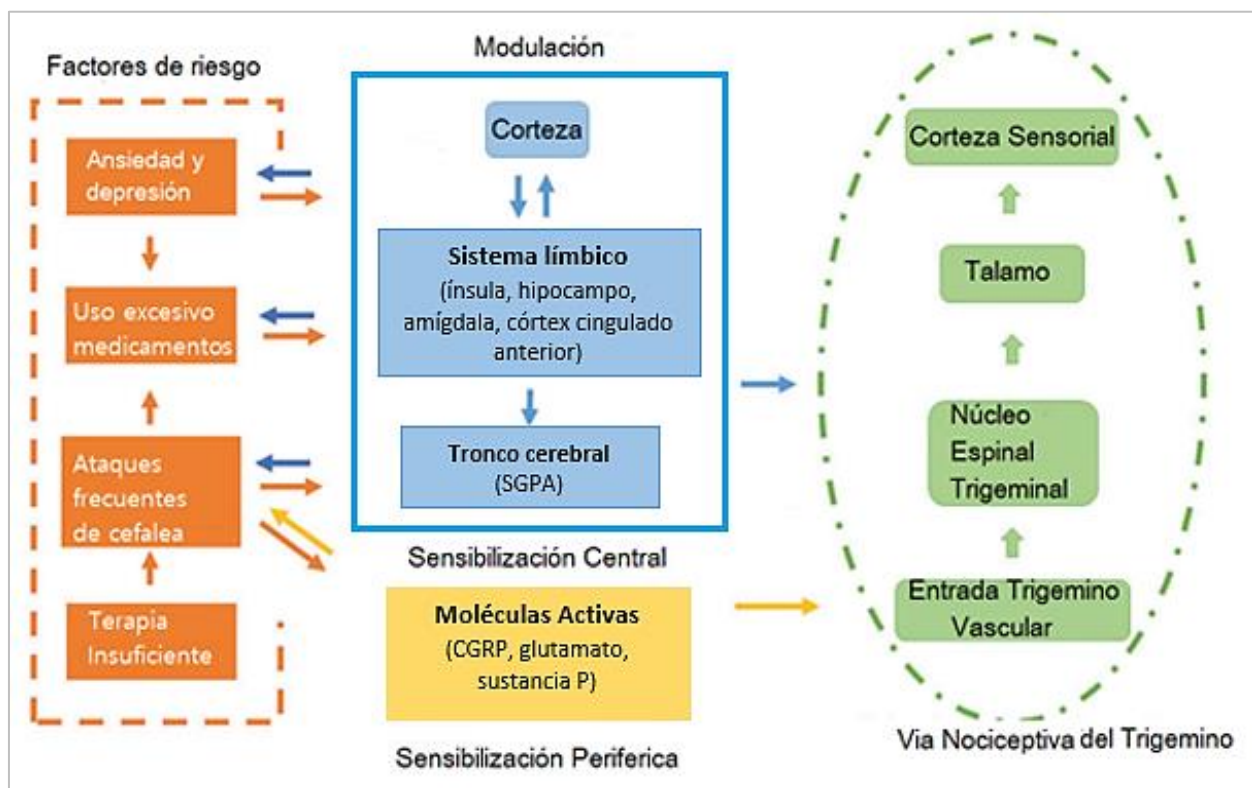 Factores de riesgo
Ansiedad y
depresión
Uso excesivo
medicamentos
Ataques
frecuentes
de cefalea
Terapia
Insuficiente
Modulación
Corteza
Sistema límbico
(ínsula, hipocampo,
amígdala, córtex cingulado
anterior)
Tronco cerebral
(SGPA)
Sensibilización Central
Moléculas Activas
(CGRP, glutamato,
sustancia P)
Sensibilización Periferica
Corteza Sensorial
Talamo
Núcleo
Espinal
Trigeminal
Entrada Trigemino
Vascular
Via Nociceptiva del Trigemino